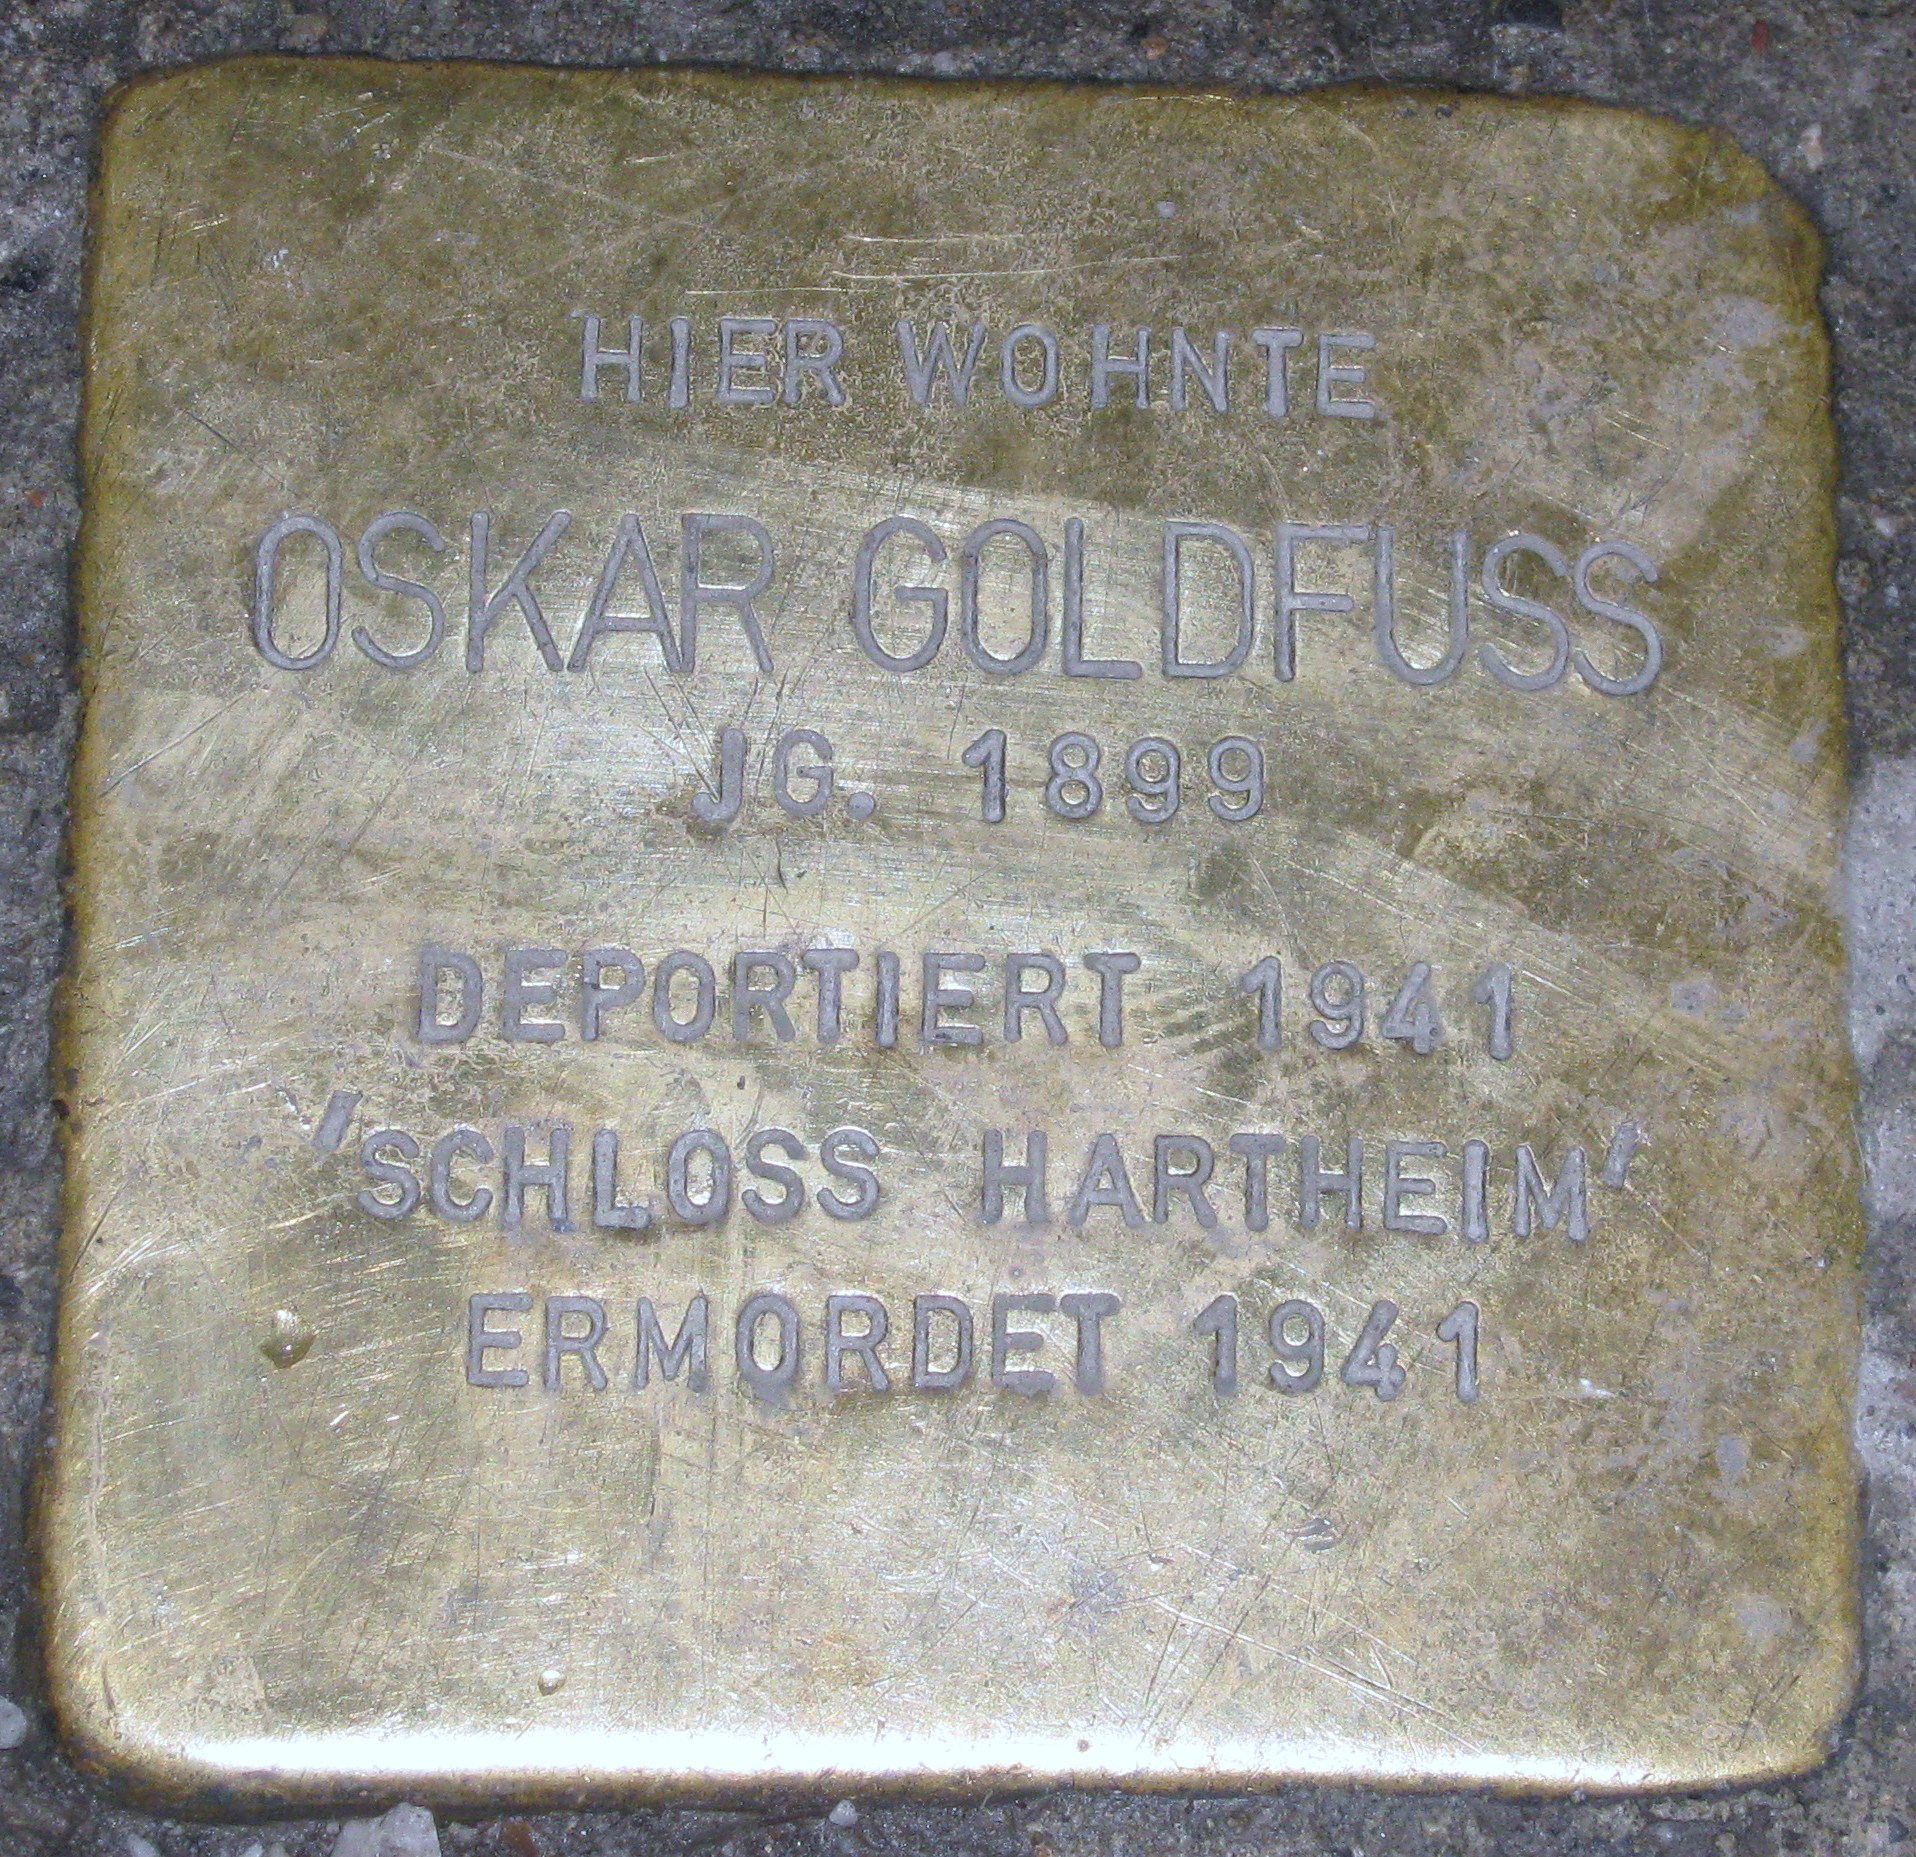 HIER WOHNTE
OSKAR GOLDFUSS
JG. 1899
DEPORTIERT 1941
'SCHLOSS HARTHEIM'
ERMORDET 1941